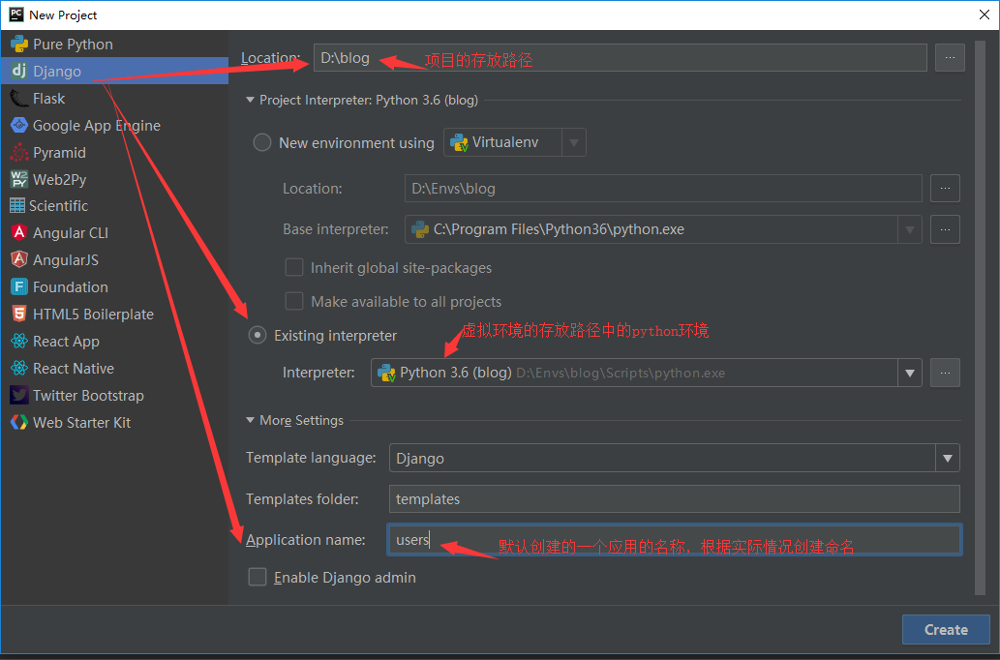 New Project
Pure Python
Django
Flask
Google App Engine
Pyramid
Web2Py
Scientific
Angular CLI
AngularJS
Foundation
HTML5 Boilerplate
React App
React Native
Twitter Bootstrap
Web Starter Kit
Location: D:\blog 项目的存放路径 ...
Project Interpreter: Python 3.6 (blog)
New environment using Virtualenv
Location: D:\Envs\blog ...
Base interpreter: C:\Program Files\Python36\python.exe ...
Inherit global site-packages
Make available to all projects
虚拟环境的存放路径中的python环境
Existing interpreter
Interpreter: Python 3.6 (blog) D:\Envs\blog\Scripts\python.exe ...
More Settings
Template language: Django
Templates folder: templates
Application name: users 默认创建的一个应用的名称，根据实际情况创建命名
Enable Django admin
Create